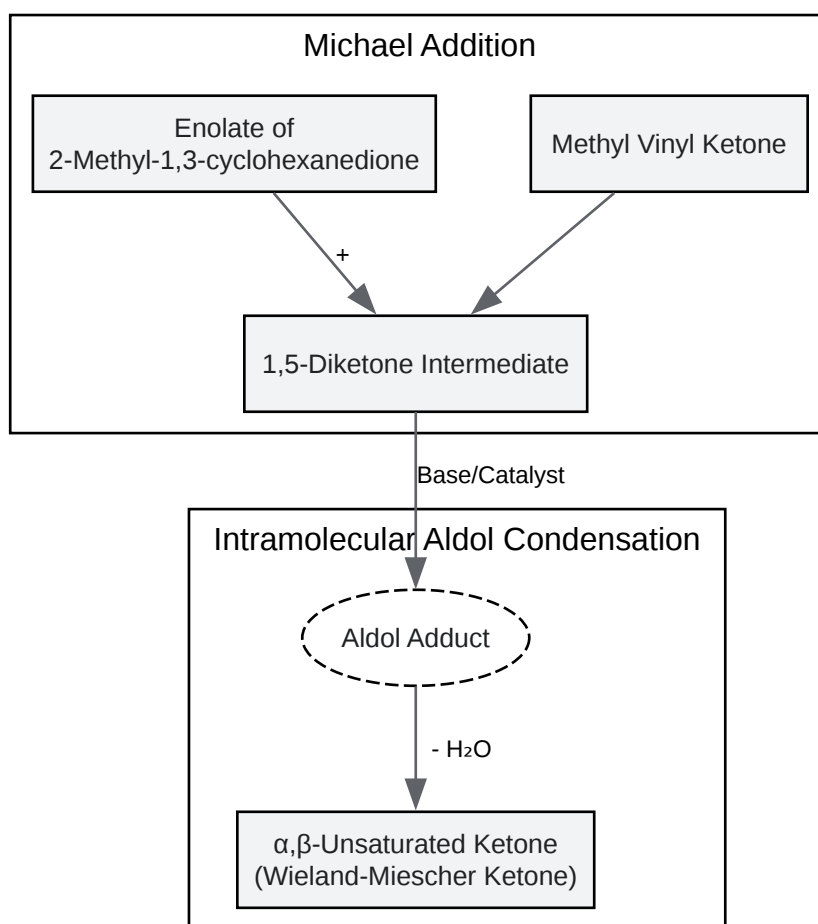 Michael Addition
Enolate of
2-Methyl-1,3-cyclohexanedione
Methyl Vinyl Ketone
+
1,5-Diketone Intermediate
Base/Catalyst
Intramolecular Aldol Condensation
Aldol Adduct
- H₂O
α,β-Unsaturated Ketone
(Wieland-Miescher Ketone)